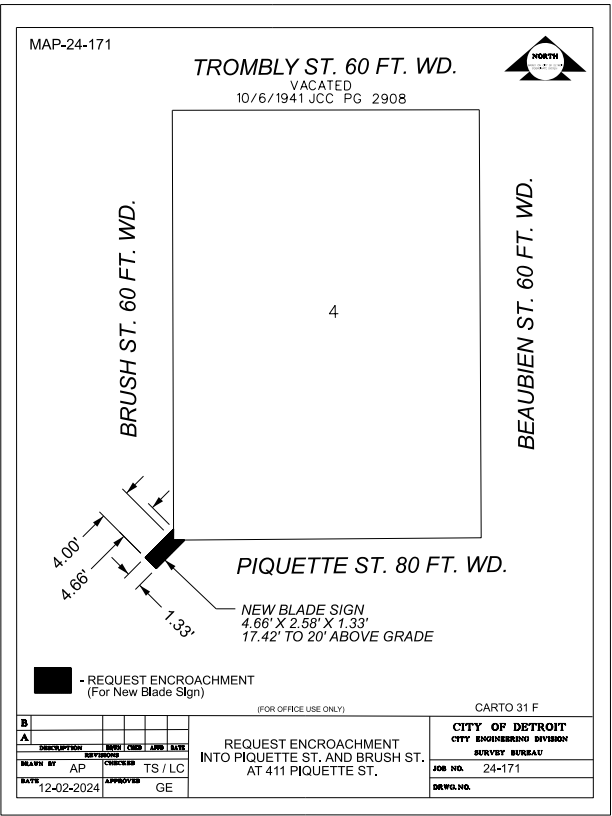 MAP-24-171
TROMBLY ST. 60 FT. WD.
VACATED
10/6/1941 JCC PG 2908
NORTH
BRUSH ST. 60 FT. WD.
4
BEAUBIEN ST. 60 FT. WD.
4.00'
4.66'
1.33'
PIQUETTE ST. 80 FT. WD.
NEW BLADE SIGN
4.66' X 2.58' X 1.33'
17.42' TO 20' ABOVE GRADE
- REQUEST ENCROACHMENT
(For New Blade Sign)
(FOR OFFICE USE ONLY)
CARTO 31 F
B
A
DESCRIPTION DRWN CHKD APPD DATE
REVISIONS
DRAWN BY AP CHECKED TS / LC
DATE 12-02-2024 APPROVED GE
REQUEST ENCROACHMENT
INTO PIQUETTE ST. AND BRUSH ST.
AT 411 PIQUETTE ST.
CITY OF DETROIT
CITY ENGINEERING DIVISION
SURVEY BUREAU
JOB NO. 24-171
DRWG. NO.